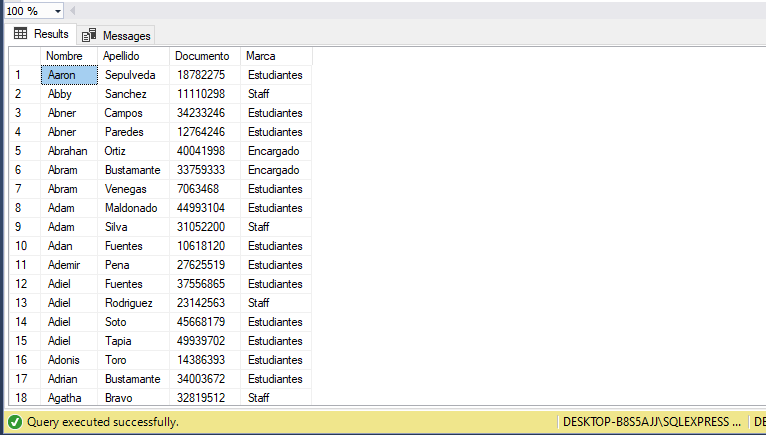 100 %
Results Messages
Nombre Apellido Documento Marca
1 Aaron Sepulveda 18782275 Estudiantes
2 Abby Sanchez 11110298 Staff
3 Abner Campos 34233246 Estudiantes
4 Abner Paredes 12764246 Estudiantes
5 Abrahan Ortiz 40041998 Encargado
6 Abram Bustamante 33759333 Encargado
7 Abram Venegas 7063468 Estudiantes
8 Adam Maldonado 44993104 Estudiantes
9 Adam Silva 31052200 Staff
10 Adan Fuentes 10618120 Estudiantes
11 Ademir Pena 27625519 Estudiantes
12 Adiel Fuentes 37556865 Estudiantes
13 Adiel Rodriguez 23142563 Staff
14 Adiel Soto 45668179 Estudiantes
15 Adiel Tapia 49939702 Estudiantes
16 Adonis Toro 14386393 Estudiantes
17 Adrian Bustamante 34003672 Estudiantes
18 Agatha Bravo 32819512 Staff
Query executed successfully. DESKTOP-B8S5AJJ\SQLEXPRESS ... DE